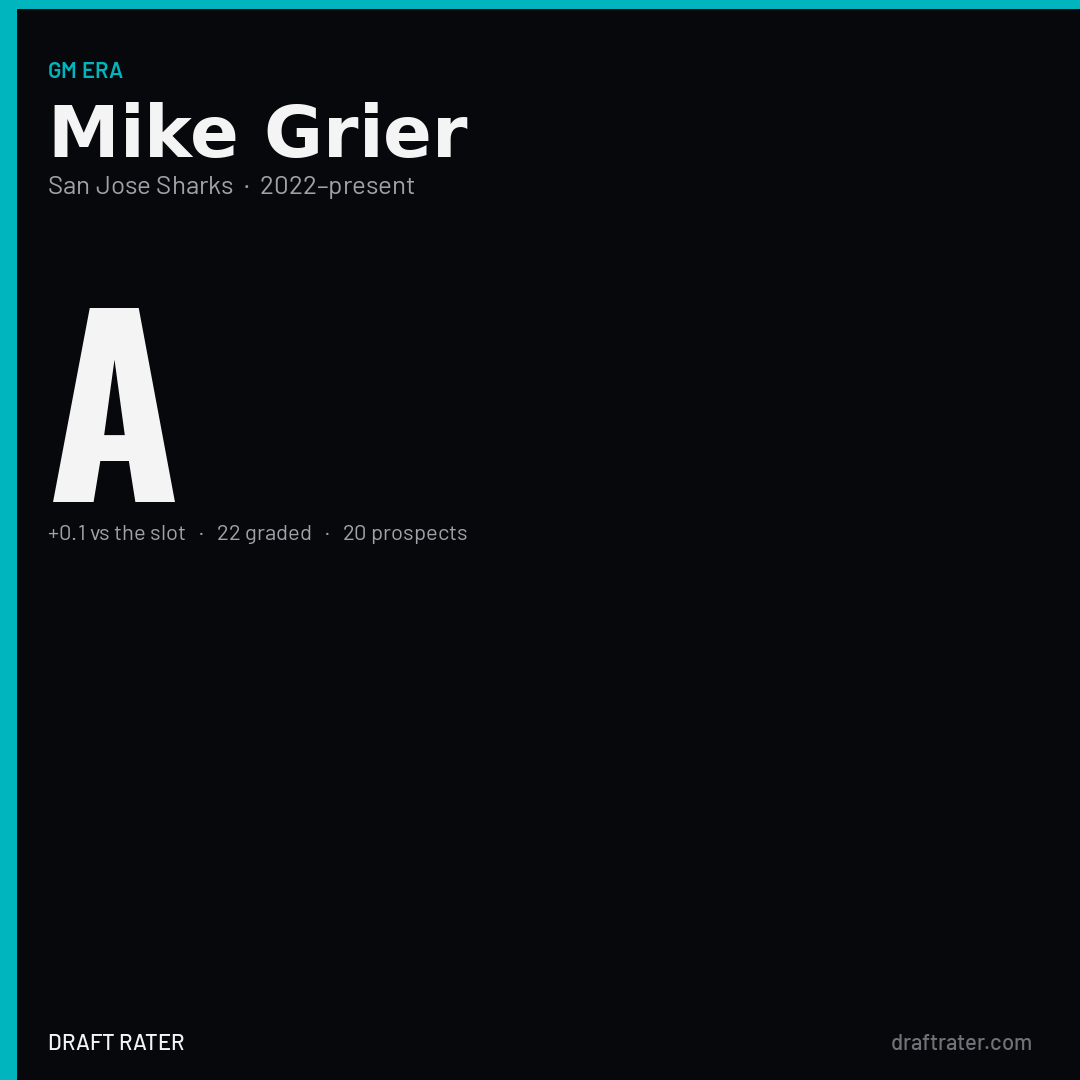 GM ERA
Mike Grier
San Jose Sharks · 2022–present
A
+0.1 vs the slot · 22 graded · 20 prospects
DRAFT RATER
draftrater.com